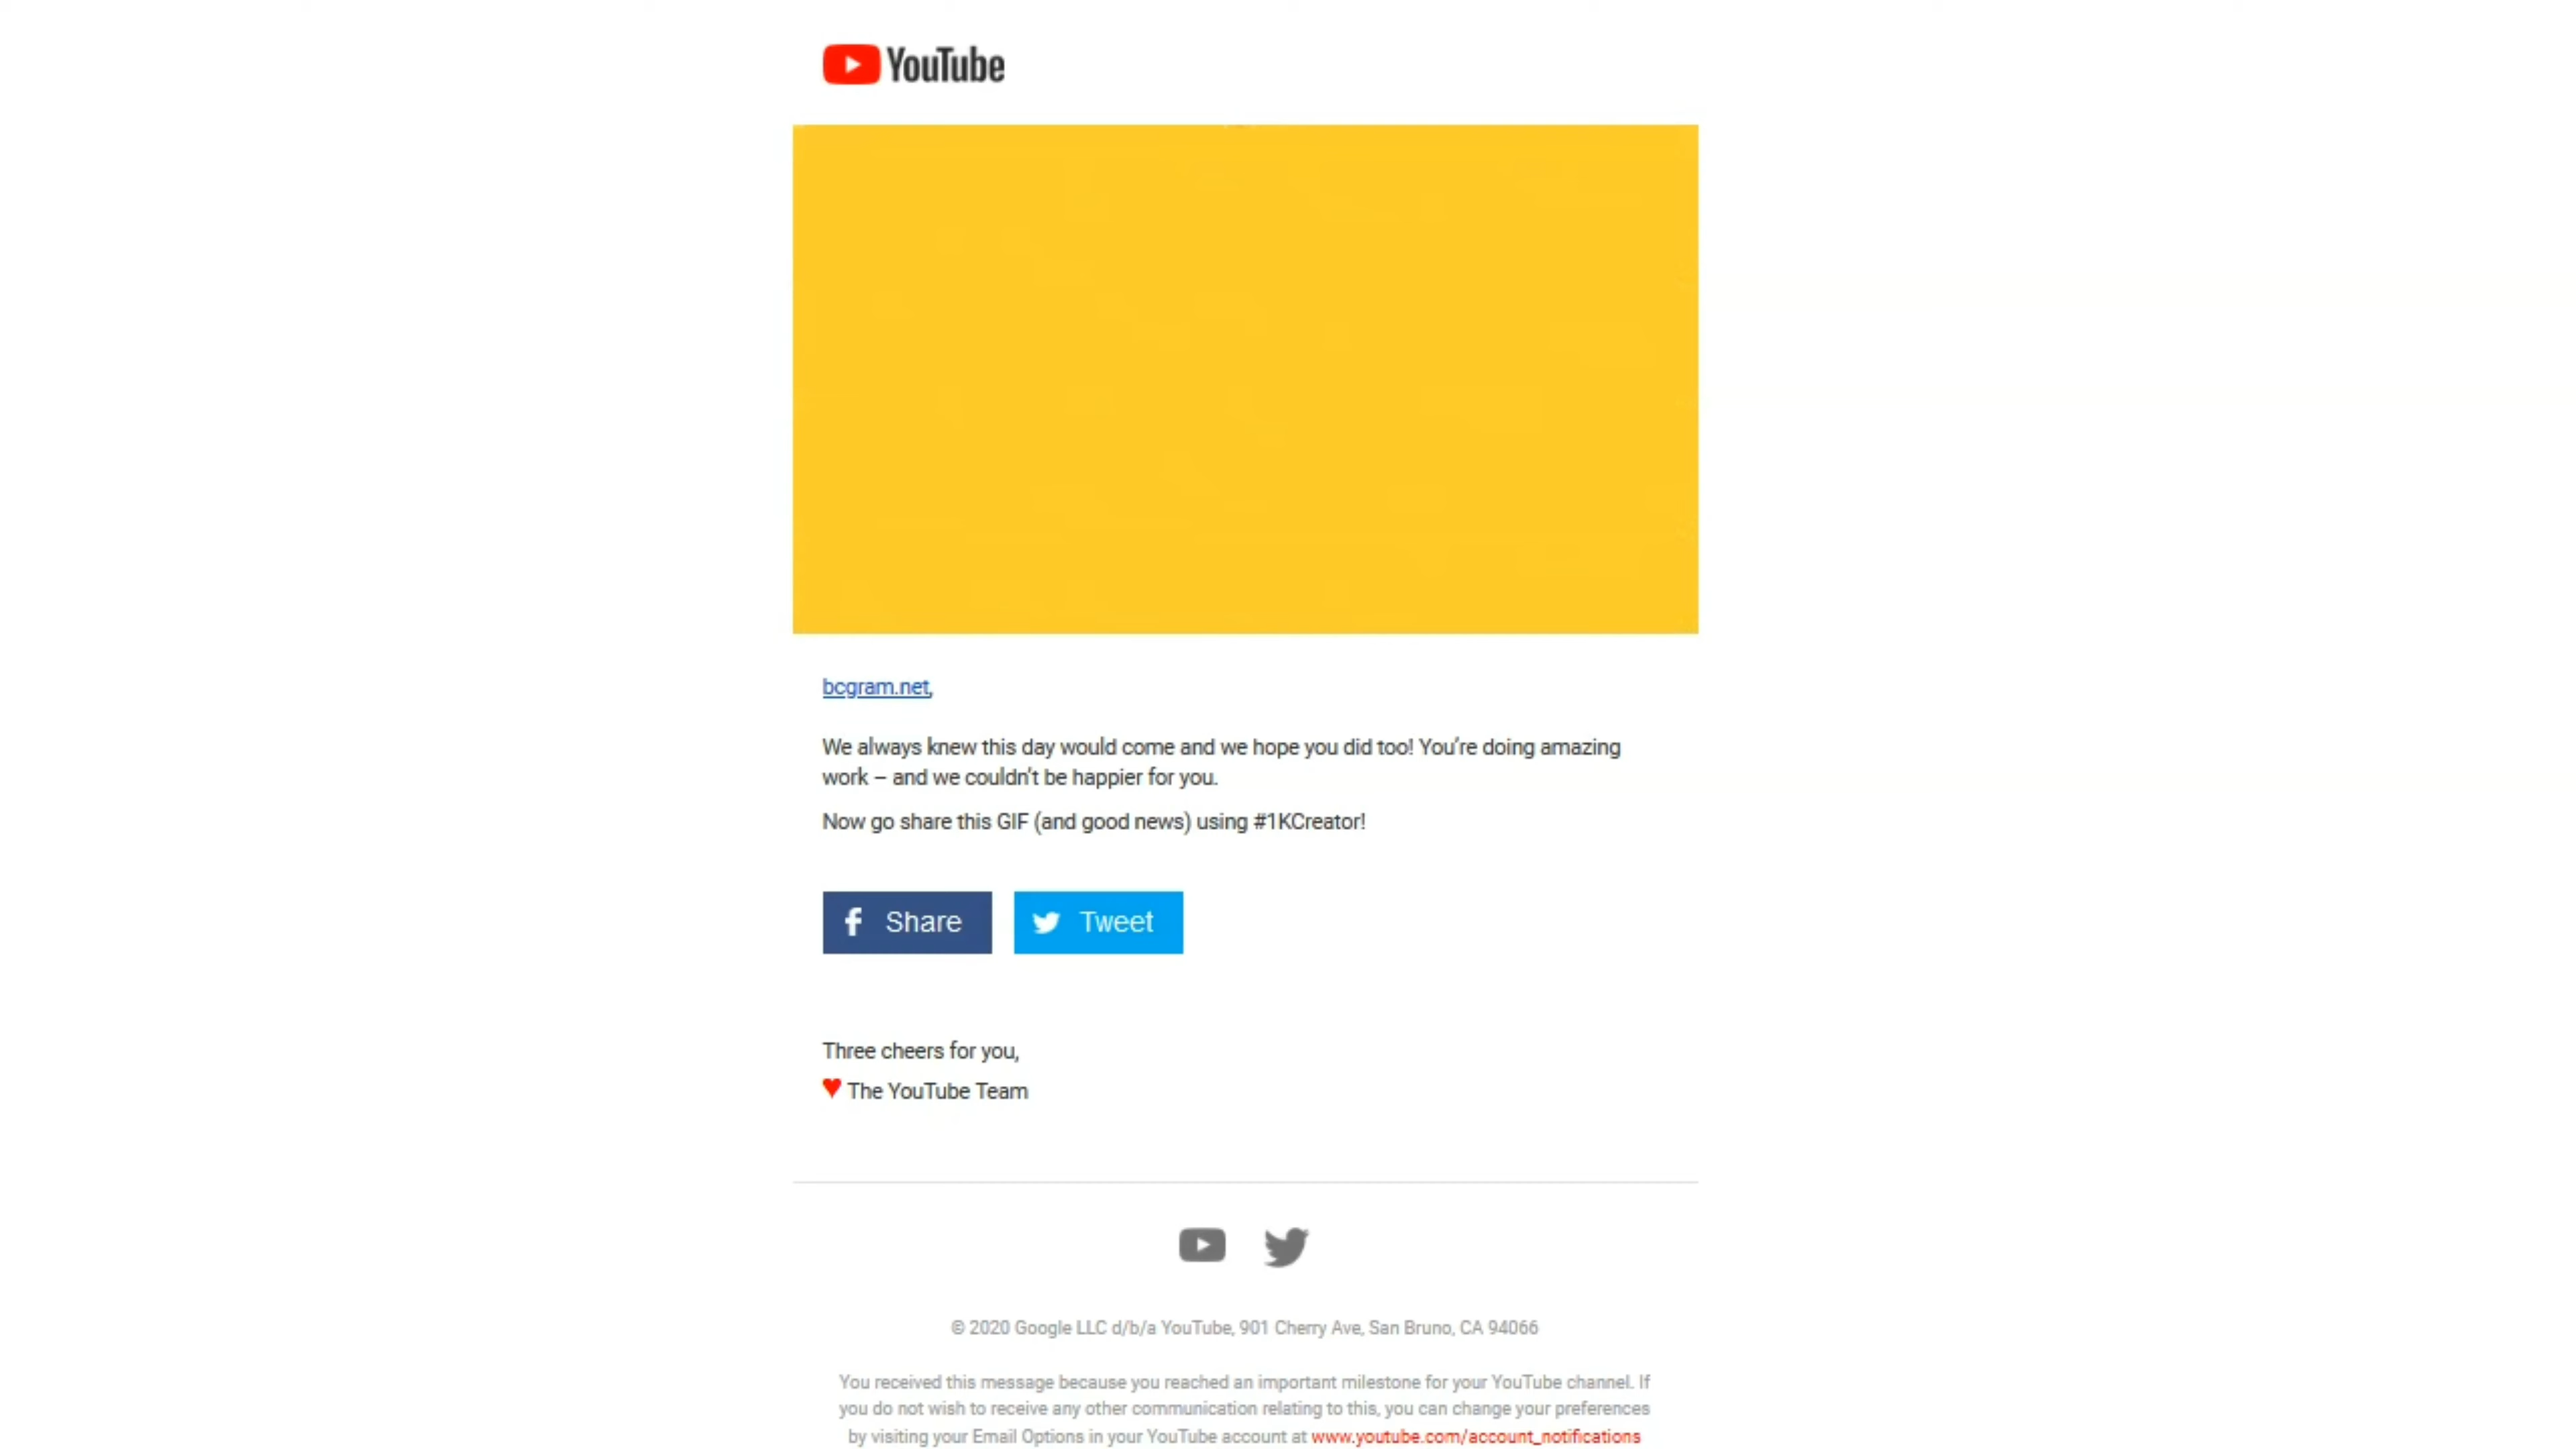 YouTube
bcgram.net,
We always knew this day would come and we hope you did too! You're doing amazing
work – and we couldn't be happier for you.
Now go share this GIF (and good news) using #1KCreator!
Share Tweet
Three cheers for you,
♥ The YouTube Team
© 2020 Google LLC d/b/a YouTube, 901 Cherry Ave, San Bruno, CA 94066
You received this message because you reached an important milestone for your YouTube channel. If
you do not wish to receive any other communication relating to this, you can change your preferences
by visiting your Email Options in your YouTube account at www.youtube.com/account_notifications